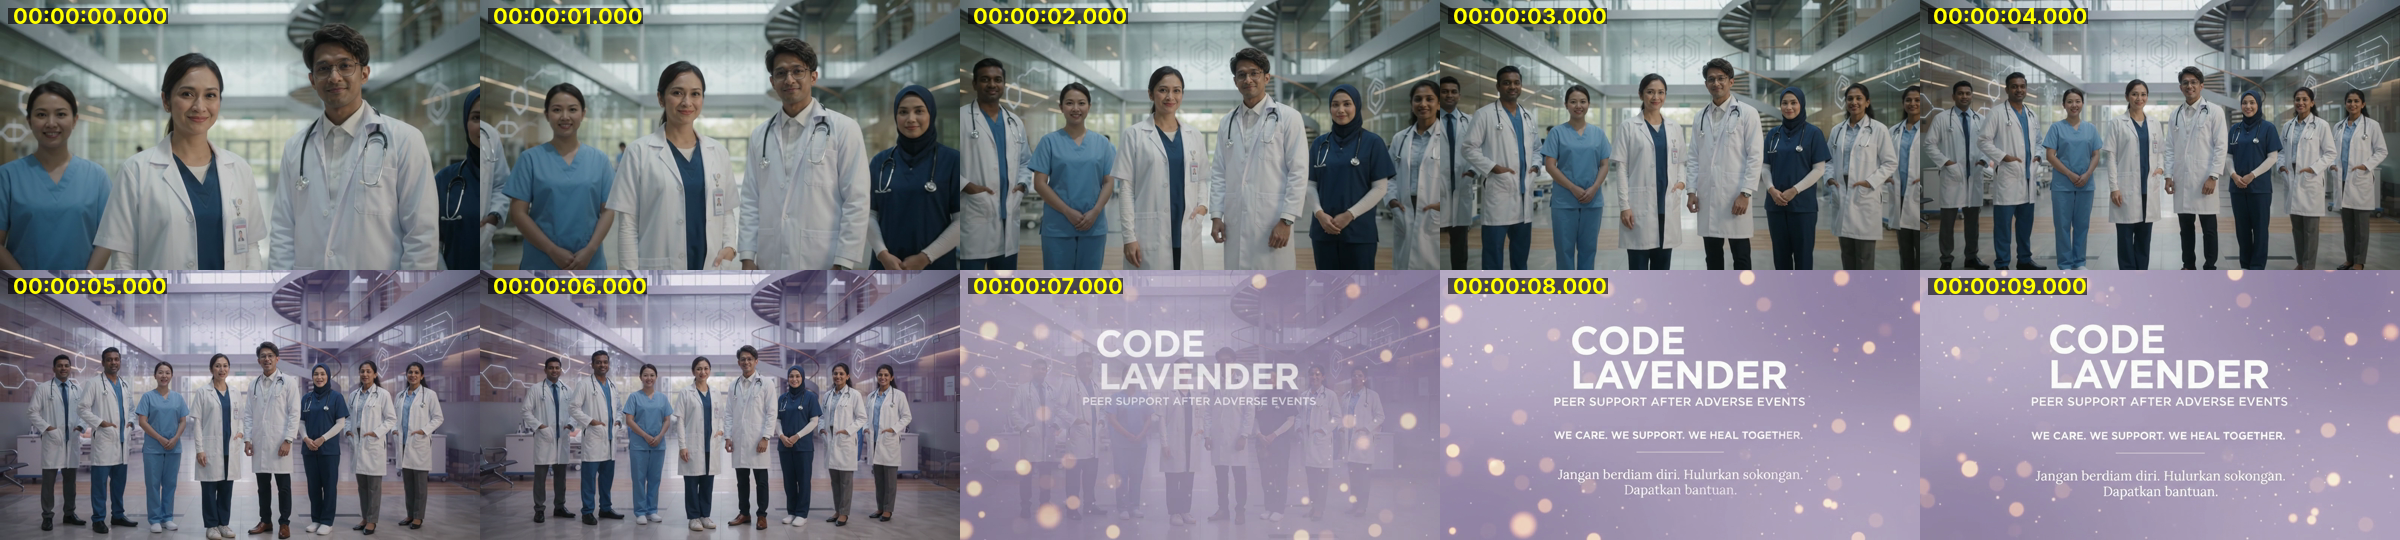 00:00:00.000
00:00:01.000
00:00:02.000
00:00:03.000
00:00:04.000
00:00:05.000
00:00:06.000
00:00:07.000
CODE
LAVENDER
PEER SUPPORT AFTER ADVERSE EVENTS
00:00:08.000
CODE
LAVENDER
PEER SUPPORT AFTER ADVERSE EVENTS
WE CARE. WE SUPPORT. WE HEAL TOGETHER.
Jangan berdiam diri. Hulurkan sokongan.
Dapatkan bantuan.
00:00:09.000
CODE
LAVENDER
PEER SUPPORT AFTER ADVERSE EVENTS
WE CARE. WE SUPPORT. WE HEAL TOGETHER.
Jangan berdiam diri. Hulurkan sokongan.
Dapatkan bantuan.